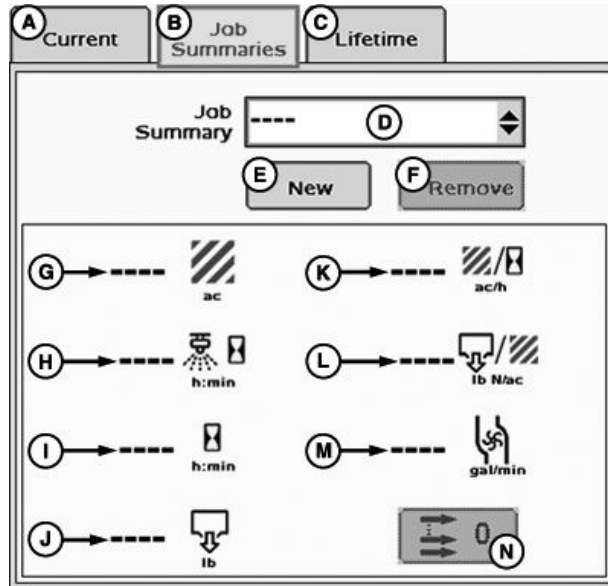 A Current
B Job Summaries
C Lifetime
Job Summary ---- D
E New
F Remove
G ---- ac
K ---- / ac/h
H ---- h:min
L ---- / lb N/ac
I ---- h:min
M ---- gal/min
J ---- lb
0 N